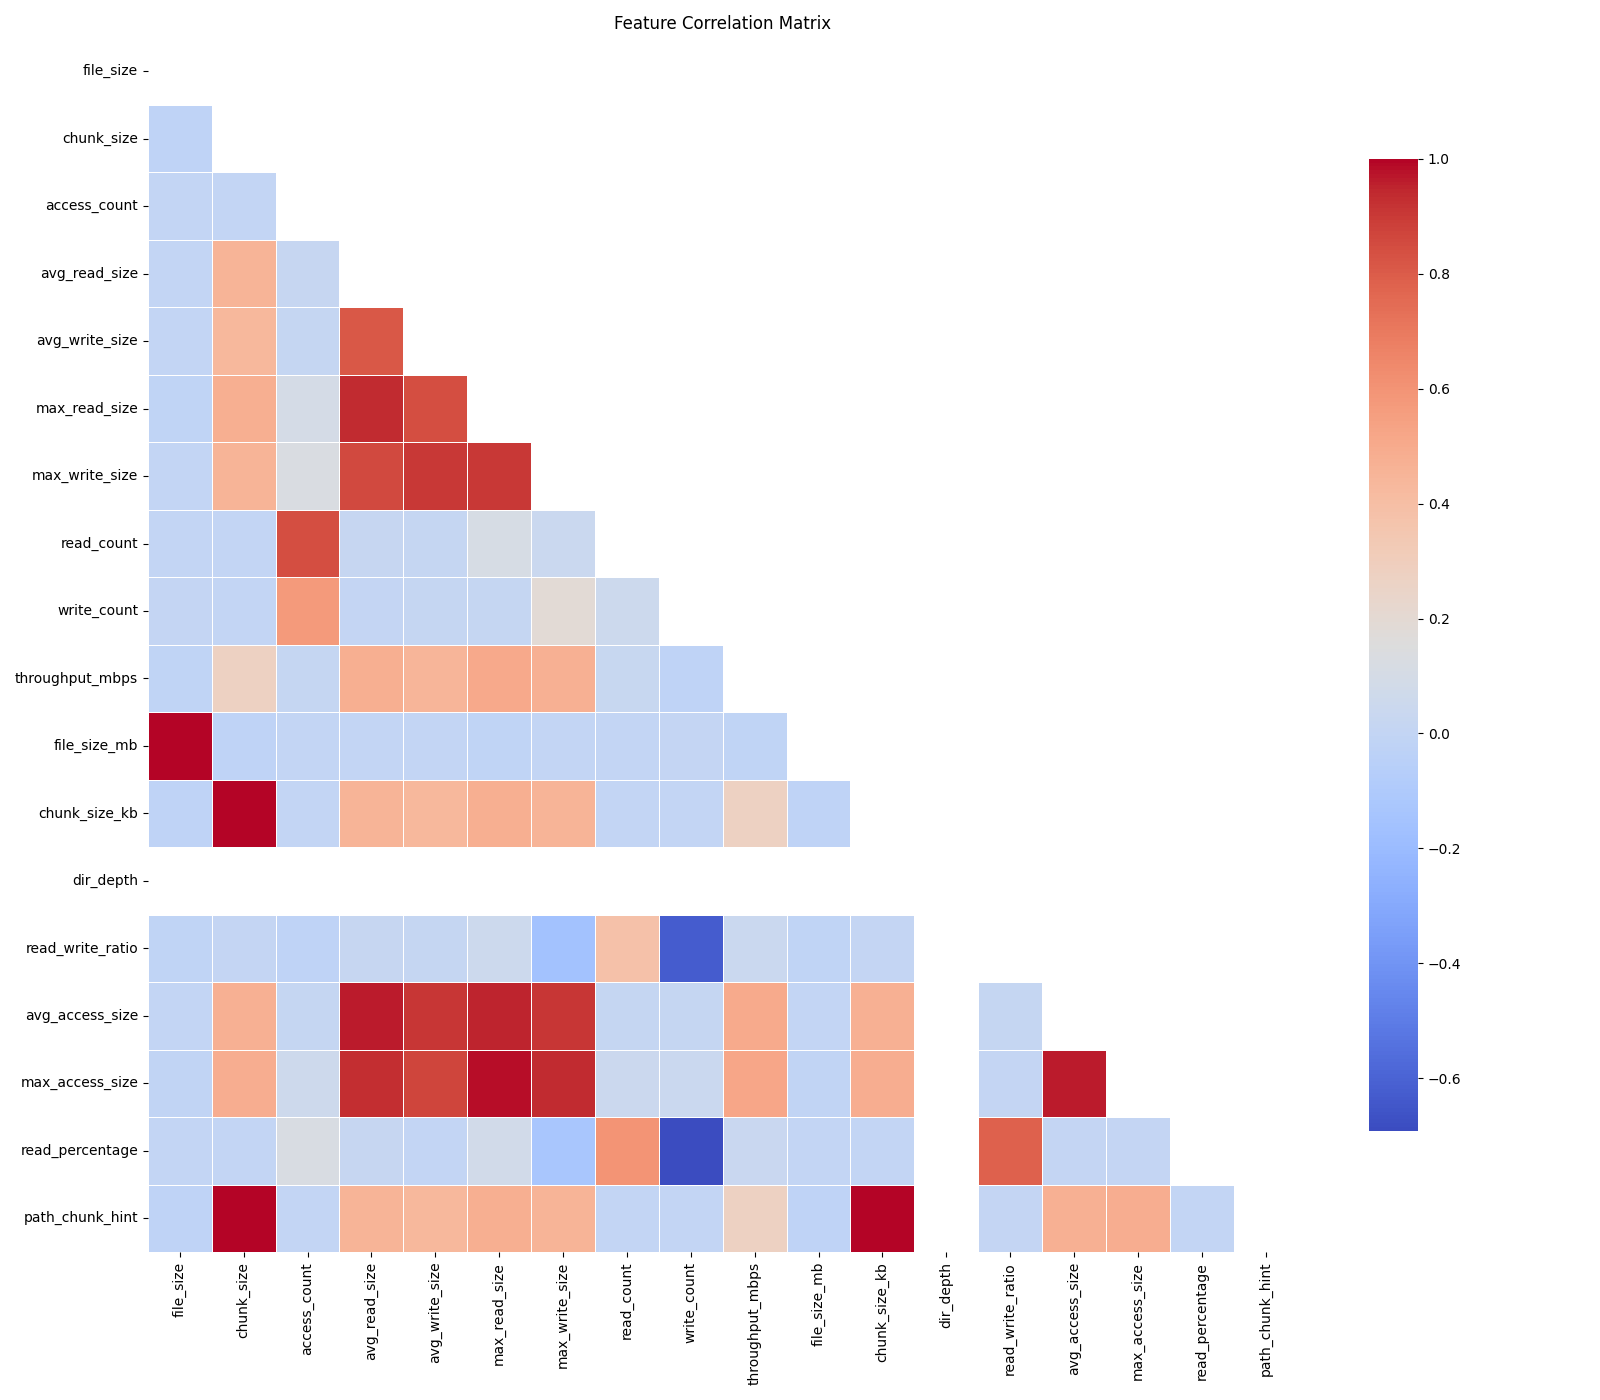 Feature Correlation Matrix
file_size
chunk_size
access_count
avg_read_size
avg_write_size
max_read_size
max_write_size
read_count
write_count
throughput_mbps
file_size_mb
chunk_size_kb
dir_depth
read_write_ratio
avg_access_size
max_access_size
read_percentage
path_chunk_hint
file_size
chunk_size
access_count
avg_read_size
avg_write_size
max_read_size
max_write_size
read_count
write_count
throughput_mbps
file_size_mb
chunk_size_kb
dir_depth
read_write_ratio
avg_access_size
max_access_size
read_percentage
path_chunk_hint
1.0
0.8
0.6
0.4
0.2
0.0
−0.2
−0.4
−0.6